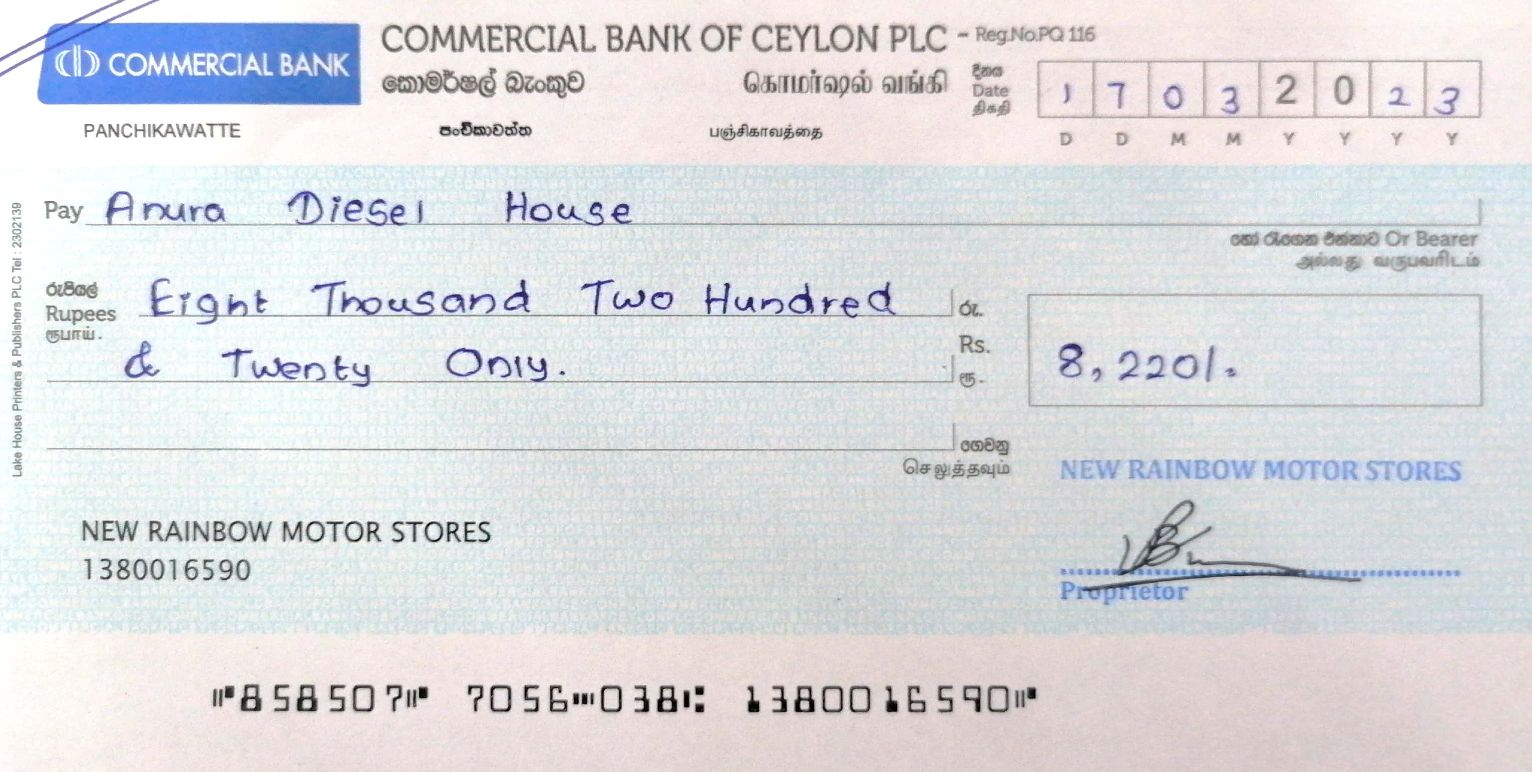 COMMERCIAL BANK
COMMERCIAL BANK OF CEYLON PLC - Reg.No.PQ 116
කොමර්ෂල් බැංකුව
கொமர்ஷல் வங்கி
PANCHIKAWATTE
පංචිකාවත්ත
பஞ்சிகாவத்தை
දිනය
Date
திகதி
1 7 0 3 2 0 2 3
D D M M Y Y Y Y
Pay Anura Diesel House
හෝ රැගෙන එන්නාට Or Bearer
அல்லது வருபவரிடம்
රුපියල්
Rupees
ரூபாய்.
Eight Thousand Two Hundred
& Twenty Only.
රු.
Rs.
ரூ.
8,220/.
ගෙවනු
செலுத்தவும்
NEW RAINBOW MOTOR STORES
Proprietor
NEW RAINBOW MOTOR STORES
1380016590
Lake House Printers & Publishers PLC Tel : 2302139
⑈858507⑈ 7056⑉038⑆ 1380016590⑈